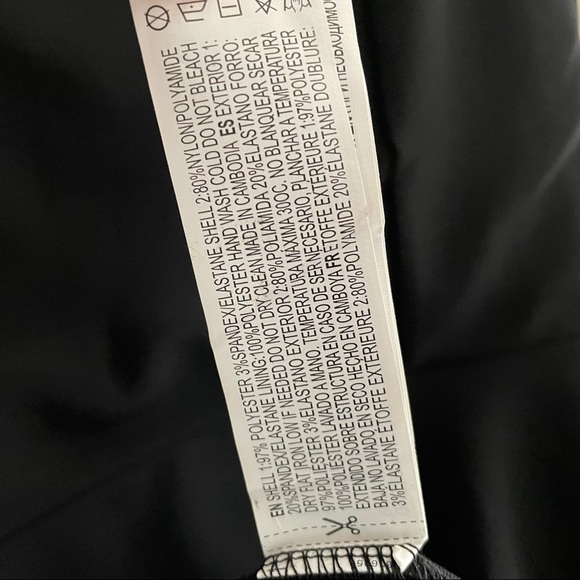 EN SHELL 1:97% POLYESTER 3%SPANDEX/ELASTANE SHELL 2:80%NYLON/POLYAMIDE
20%SPANDEX/ELASTANE LINING:100%POLYESTER HAND WASH COLD DO NOT BLEACH
DRY FLAT IRON LOW IF NEEDED DO NOT DRY CLEAN MADE IN CAMBODIA ES EXTERIOR 1:
97%POLIESTER 3%ELASTANO EXTERIOR 2:80%POLIAMIDA 20%ELASTANO FORRO:
100%POLIESTER LAVADO A MANO. TEMPERATURA MAXIMA 30OC. NO BLANQUEAR SECAR
EXTENDIDO SOBRE ESTRUCTURA EN CASO DE SER NECESARIO, PLANCHAR A TEMPERATURA
BAJA NO LAVADO EN SECO HECHO EN CAMBOYA FR ETOFFE EXTERIEURE 1:97%POLYESTER
3%ELASTANE ETOFFE EXTERIEURE 2:80%POLYAMIDE 20%ELASTANE DOUBLURE: